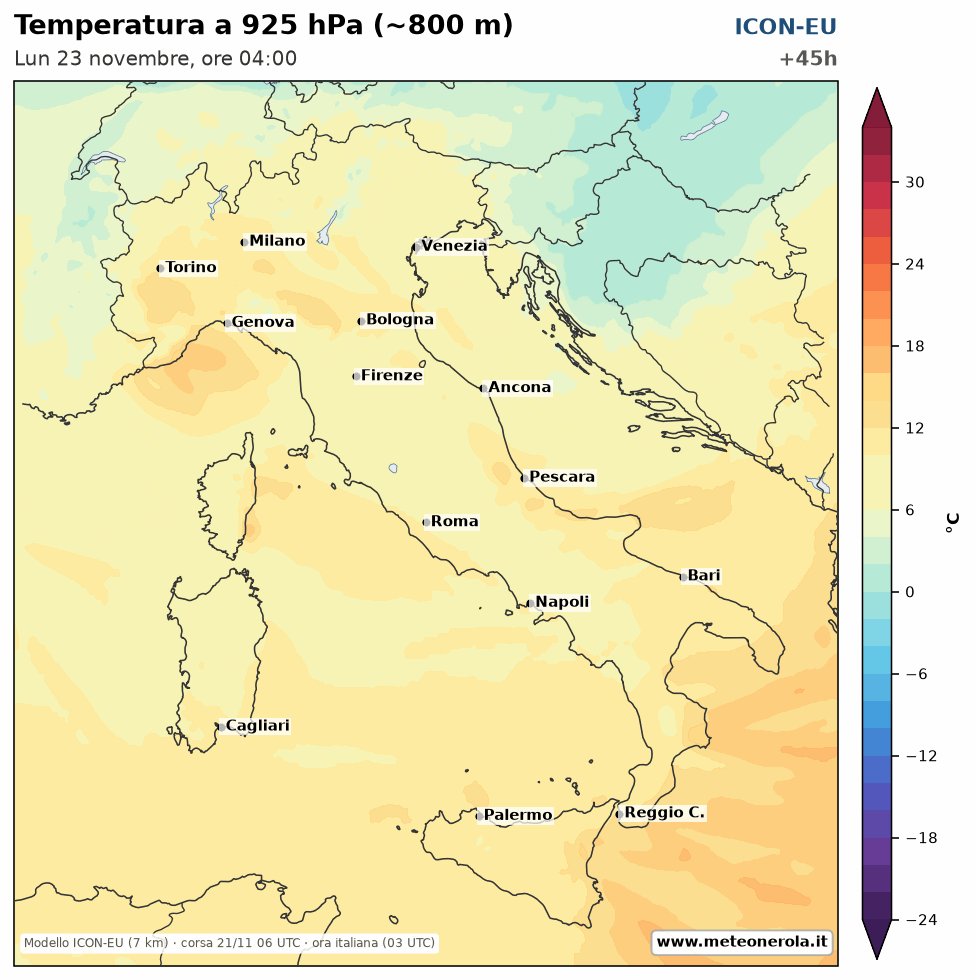 Temperatura a 925 hPa (~800 m)
ICON-EU
Lun 23 novembre, ore 04:00
+45h
Milano
Venezia
Torino
Genova
Bologna
Firenze
Ancona
Pescara
Roma
Bari
Napoli
Cagliari
Palermo
Reggio C.
30
24
18
12
6
0
−6
−12
−18
−24
°C
Modello ICON-EU (7 km) · corsa 21/11 06 UTC · ora italiana (03 UTC)
www.meteonerola.it